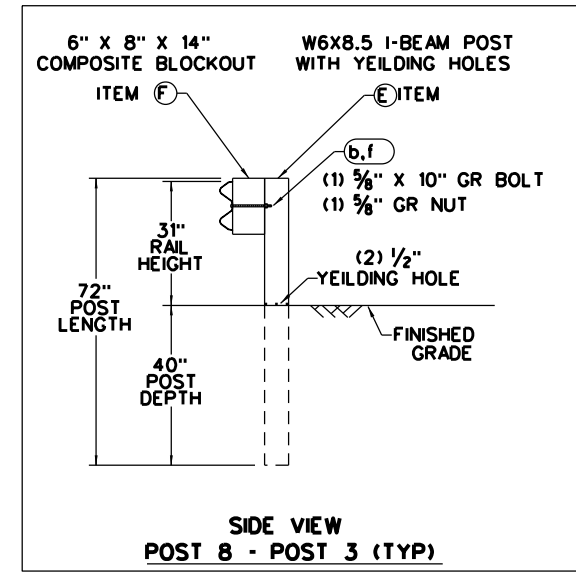 6" X 8" X 14"
COMPOSITE BLOCKOUT
ITEM F
W6X8.5 I-BEAM POST
WITH YEILDING HOLES
E ITEM
b,f
(1) 5/8" X 10" GR BOLT
(1) 5/8" GR NUT
31"
RAIL
HEIGHT
(2) 1/2"
YEILDING HOLE
72"
POST
LENGTH
FINISHED
GRADE
40"
POST
DEPTH
SIDE VIEW
POST 8 - POST 3 (TYP)